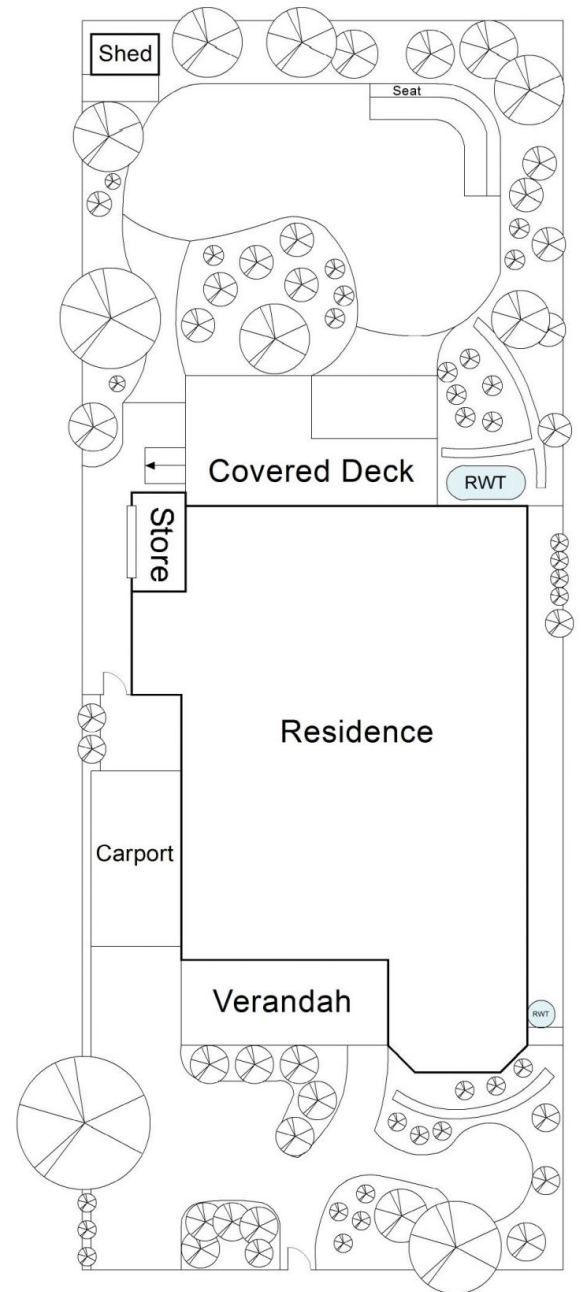 Shed
Seat
Covered Deck
RWT
Store
Residence
Carport
Verandah
RWT